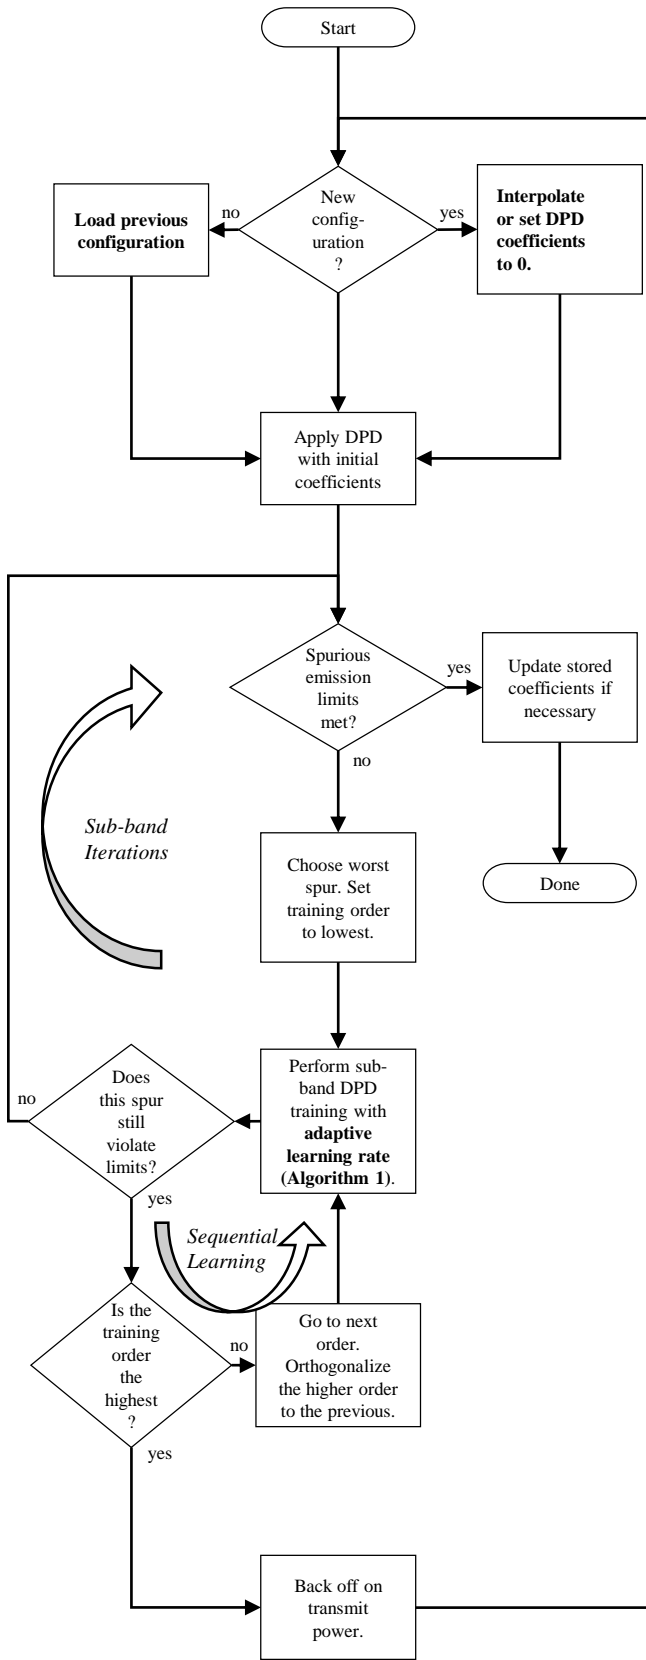 Start
New
config-
uration
?
no
yes
Load previous
configuration
Interpolate
or set DPD
coefficients
to 0.
Apply DPD
with initial
coefficients
Spurious
emission
limits
met?
yes
no
Update stored
coefficients if
necessary
Done
Sub-band
Iterations
Choose worst
spur. Set
training order
to lowest.
Perform sub-
band DPD
training with
adaptive
learning rate
(Algorithm 1).
Does
this spur
still
violate
limits?
no
yes
Sequential
Learning
Is the
training
order
the
highest
?
no
yes
Go to next
order.
Orthogonalize
the higher order
to the previous.
Back off on
transmit
power.